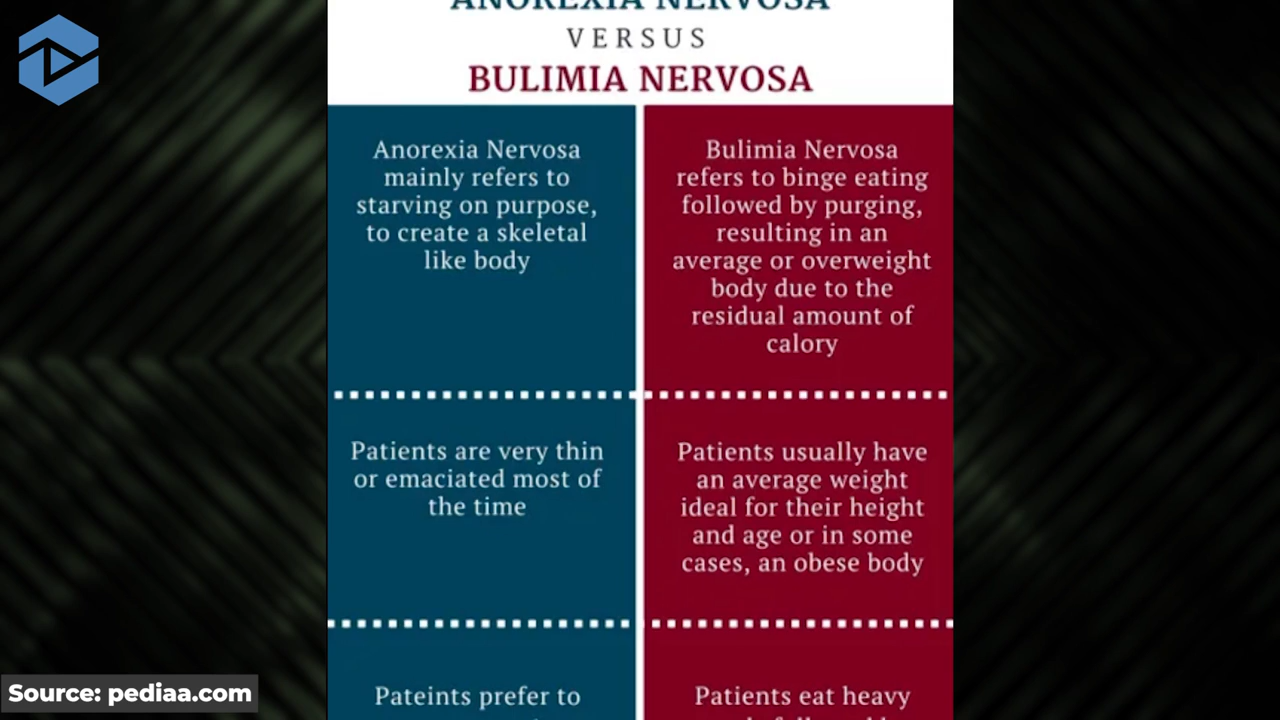 ANOREXIA NERVOSA
VERSUS
BULIMIA NERVOSA
Anorexia Nervosa
mainly refers to
starving on purpose,
to create a skeletal
like body
Bulimia Nervosa
refers to binge eating
followed by purging,
resulting in an
average or overweight
body due to the
residual amount of
calory
Patients are very thin
or emaciated most of
the time
Patients usually have
an average weight
ideal for their height
and age or in some
cases, an obese body
Pateints prefer to
Patients eat heavy
Source: pediaa.com